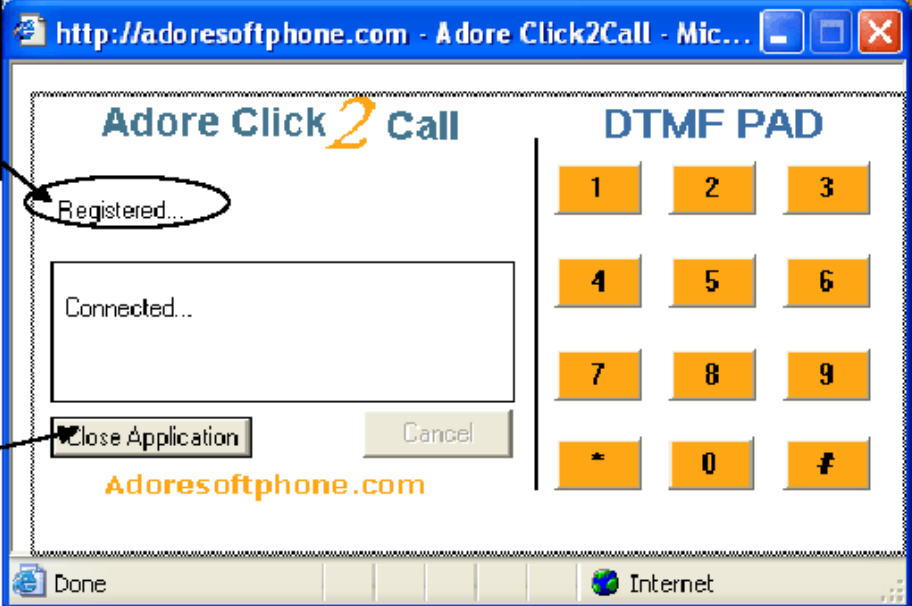 http://adoresoftphone.com - Adore Click2Call - Mic...
Adore Click 2 Call
Registered...
Connected...
Close Application
Cancel
Adoresoftphone.com
DTMF PAD
1 2 3
4 5 6
7 8 9
* 0 #
Done
Internet